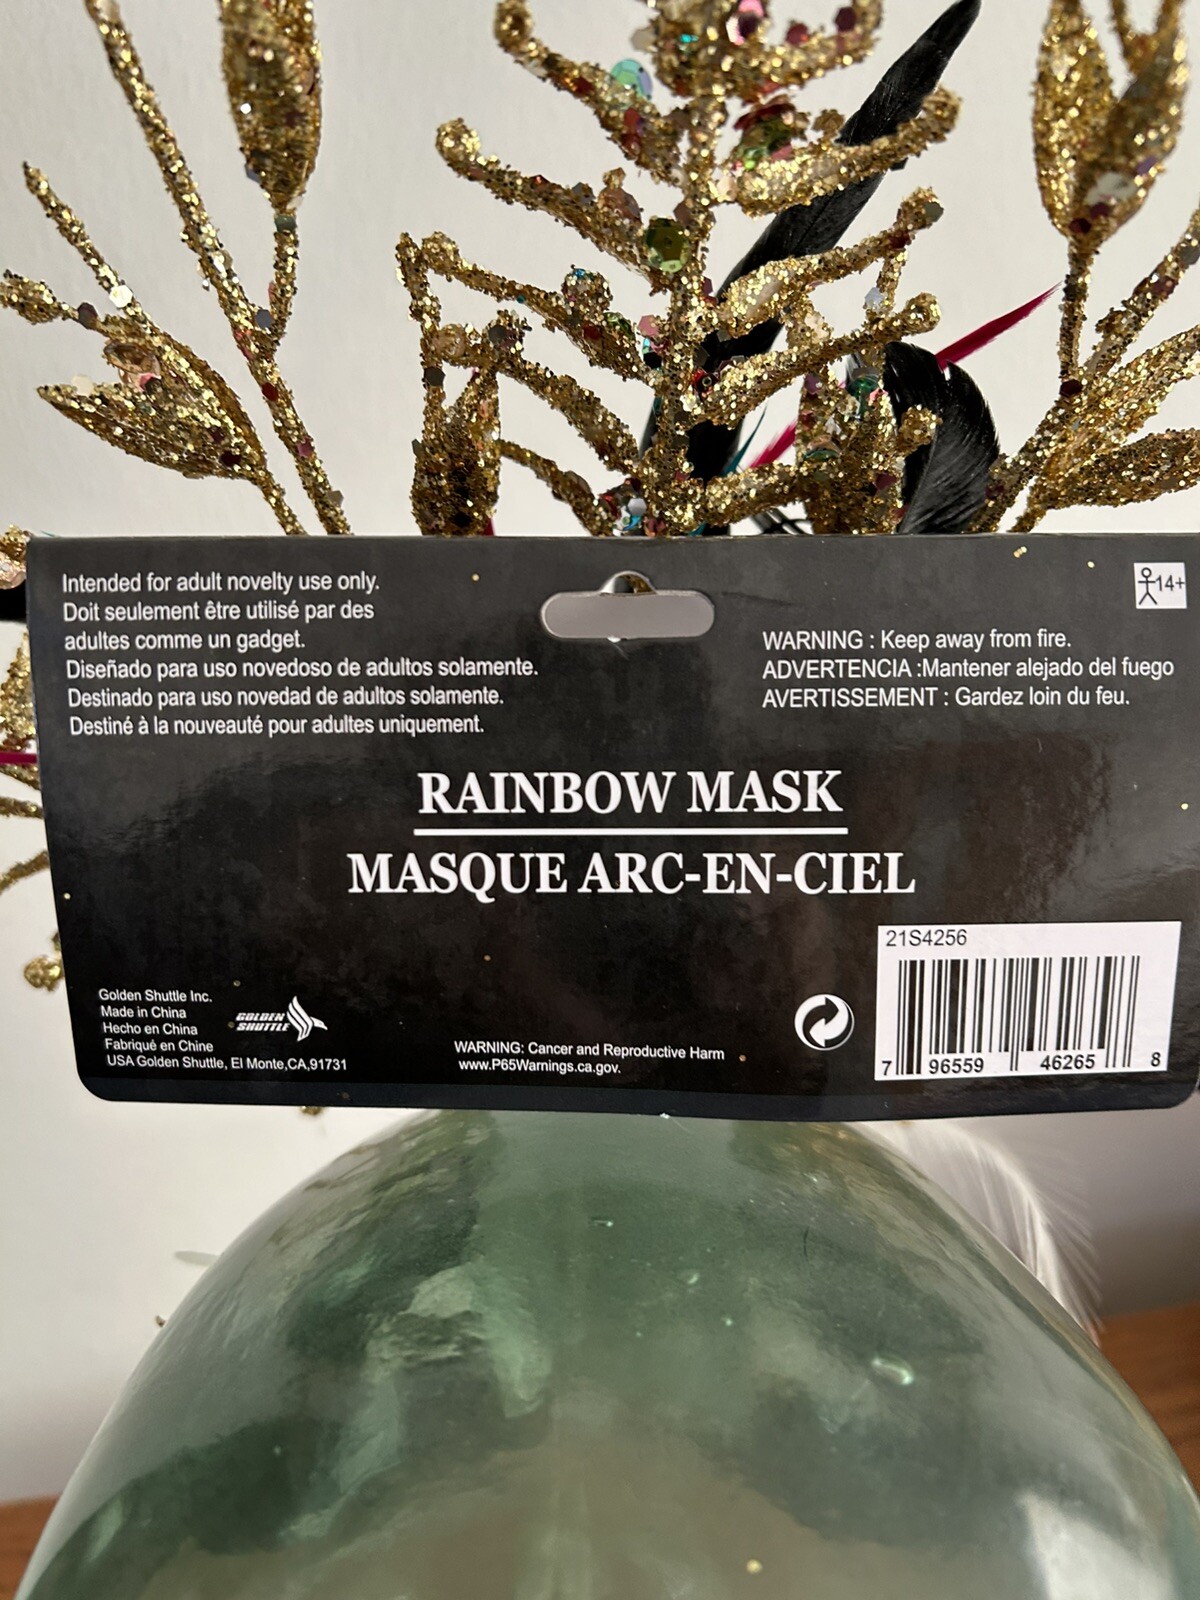 Intended for adult novelty use only.
Doit seulement être utilisé par des
adultes comme un gadget.
Diseñado para uso novedoso de adultos solamente.
Destinado para uso novedad de adultos solamente.
Destiné à la nouveauté pour adultes uniquement.
14+
WARNING : Keep away from fire.
ADVERTENCIA :Mantener alejado del fuego
AVERTISSEMENT : Gardez loin du feu.
RAINBOW MASK
MASQUE ARC-EN-CIEL
Golden Shuttle Inc.
Made in China
Hecho en China
Fabriqué en Chine
USA Golden Shuttle, El Monte,CA,91731
GOLDEN
SHUTTLE
WARNING: Cancer and Reproductive Harm
www.P65Warnings.ca.gov.
21S4256
7 96559 46265 8